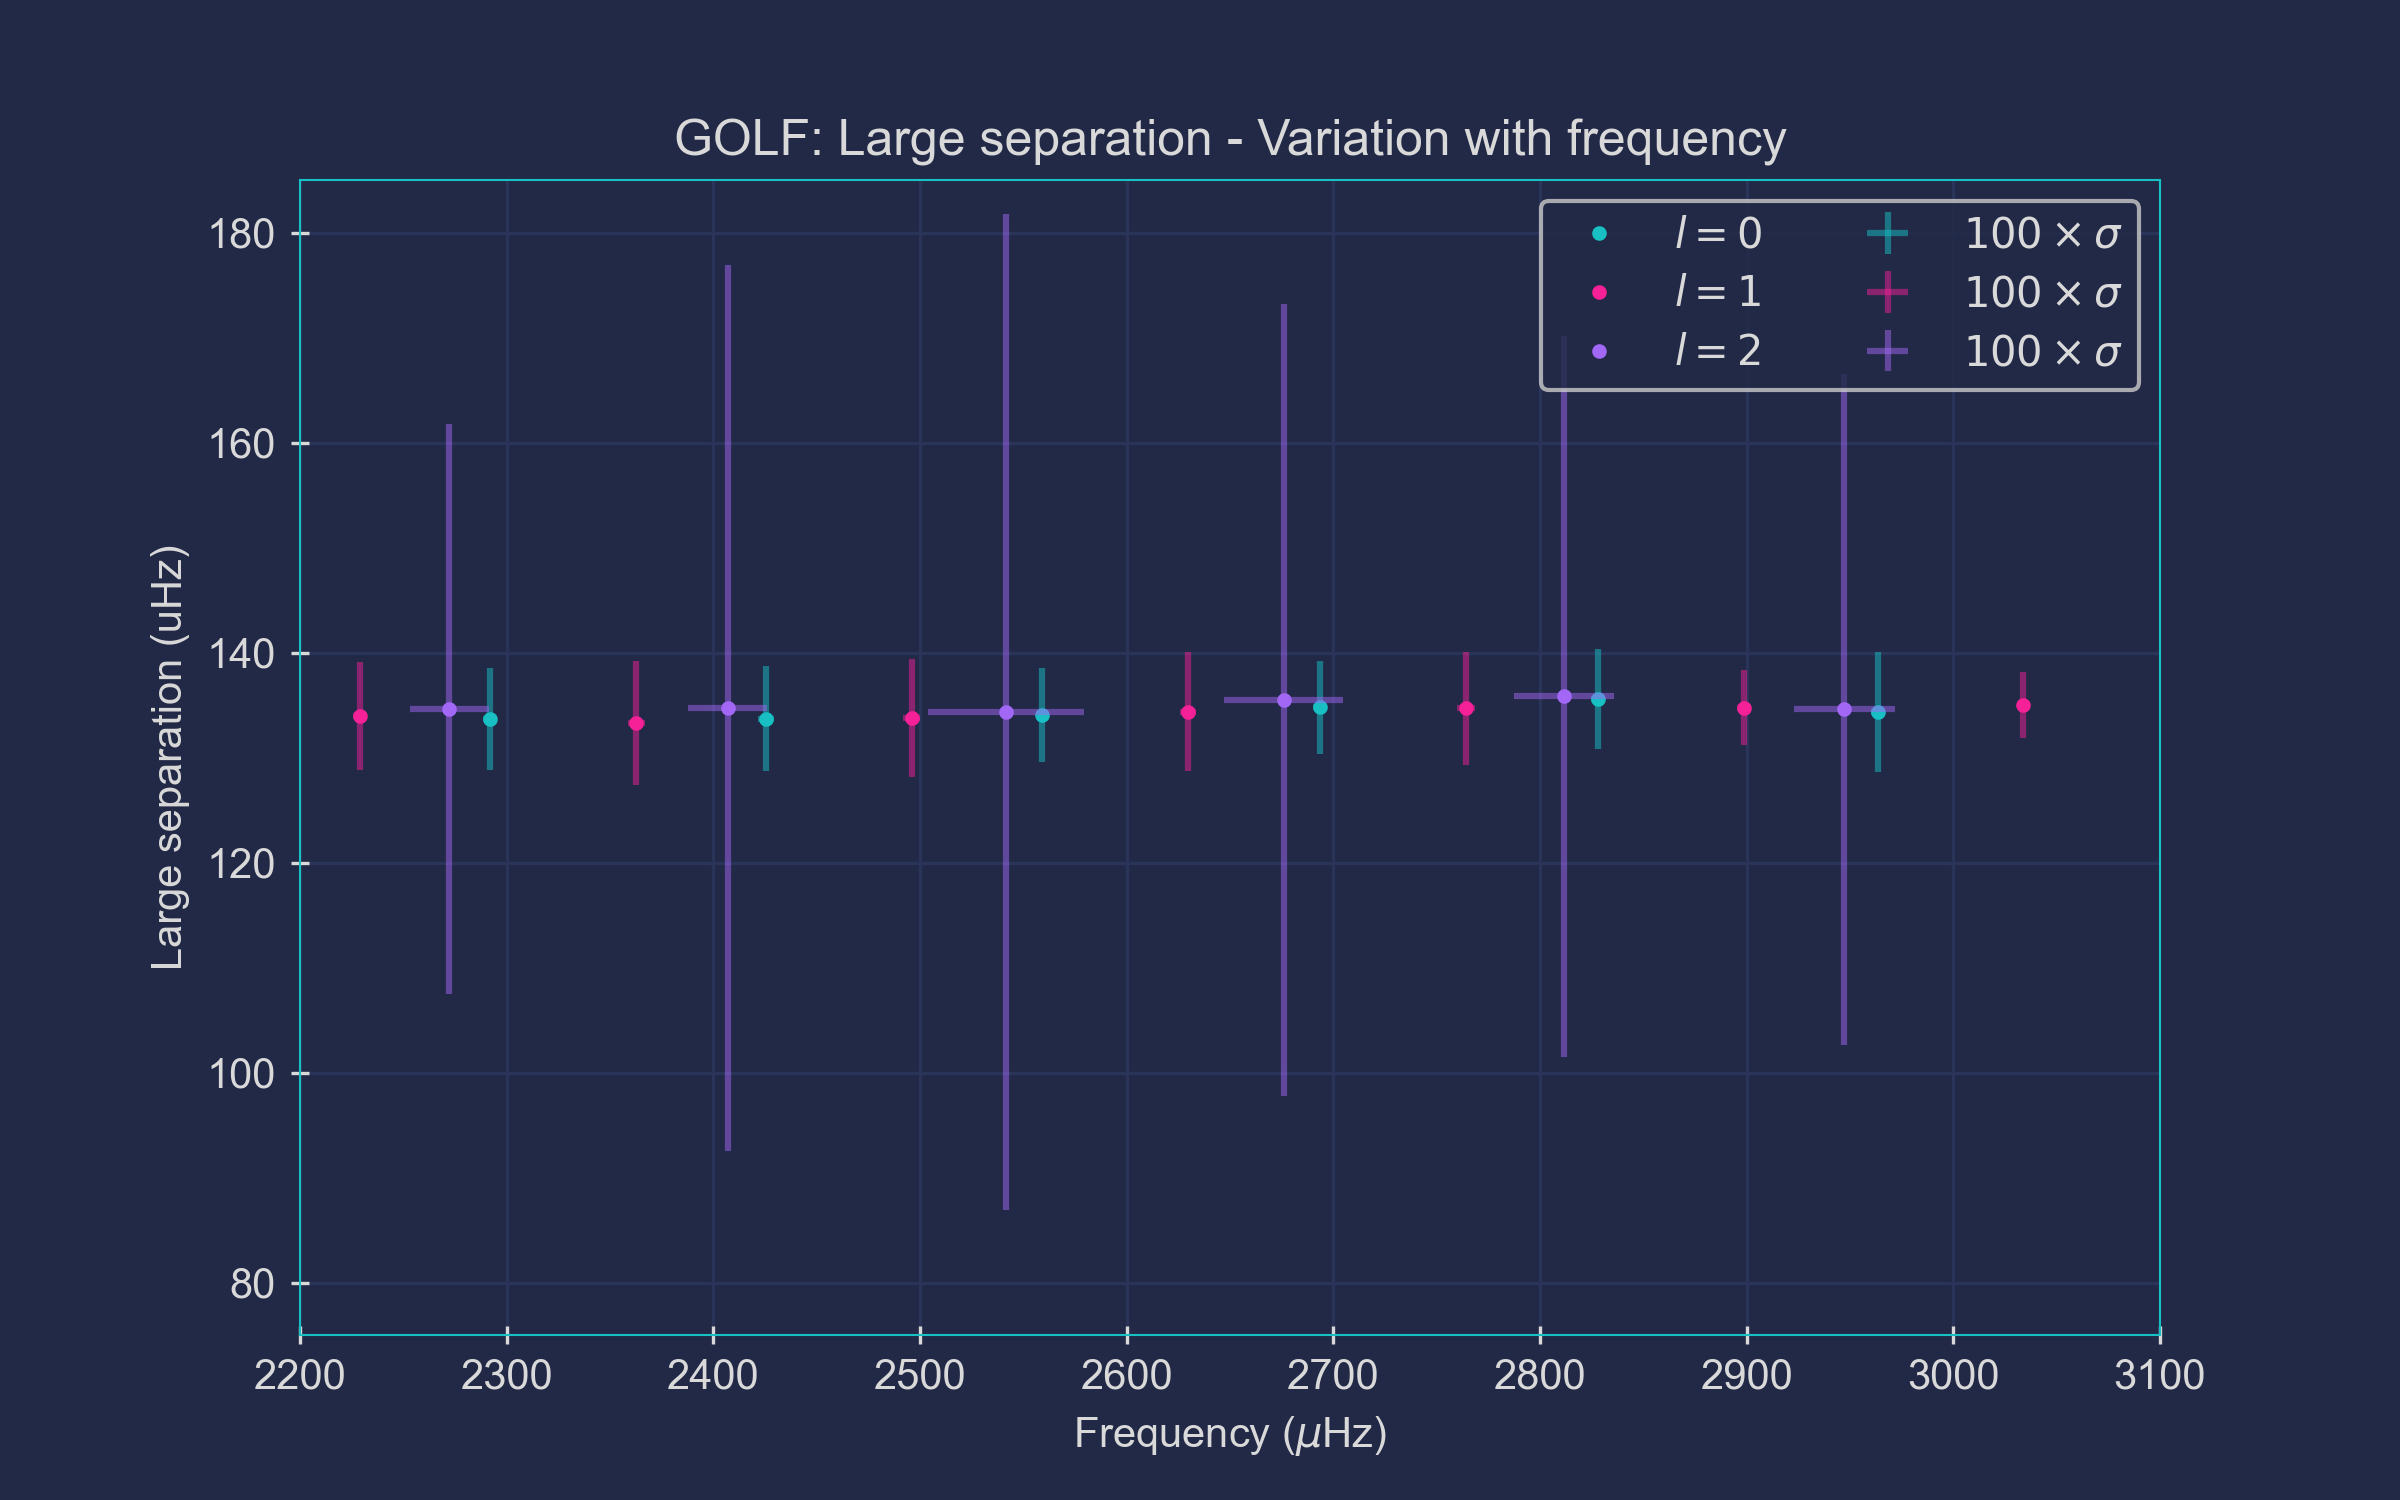 GOLF: Large separation - Variation with frequency
l = 0 100 × σ
l = 1 100 × σ
l = 2 100 × σ
180
160
140
120
100
80
Large separation (uHz)
2200 2300 2400 2500 2600 2700 2800 2900 3000 3100
Frequency (μHz)